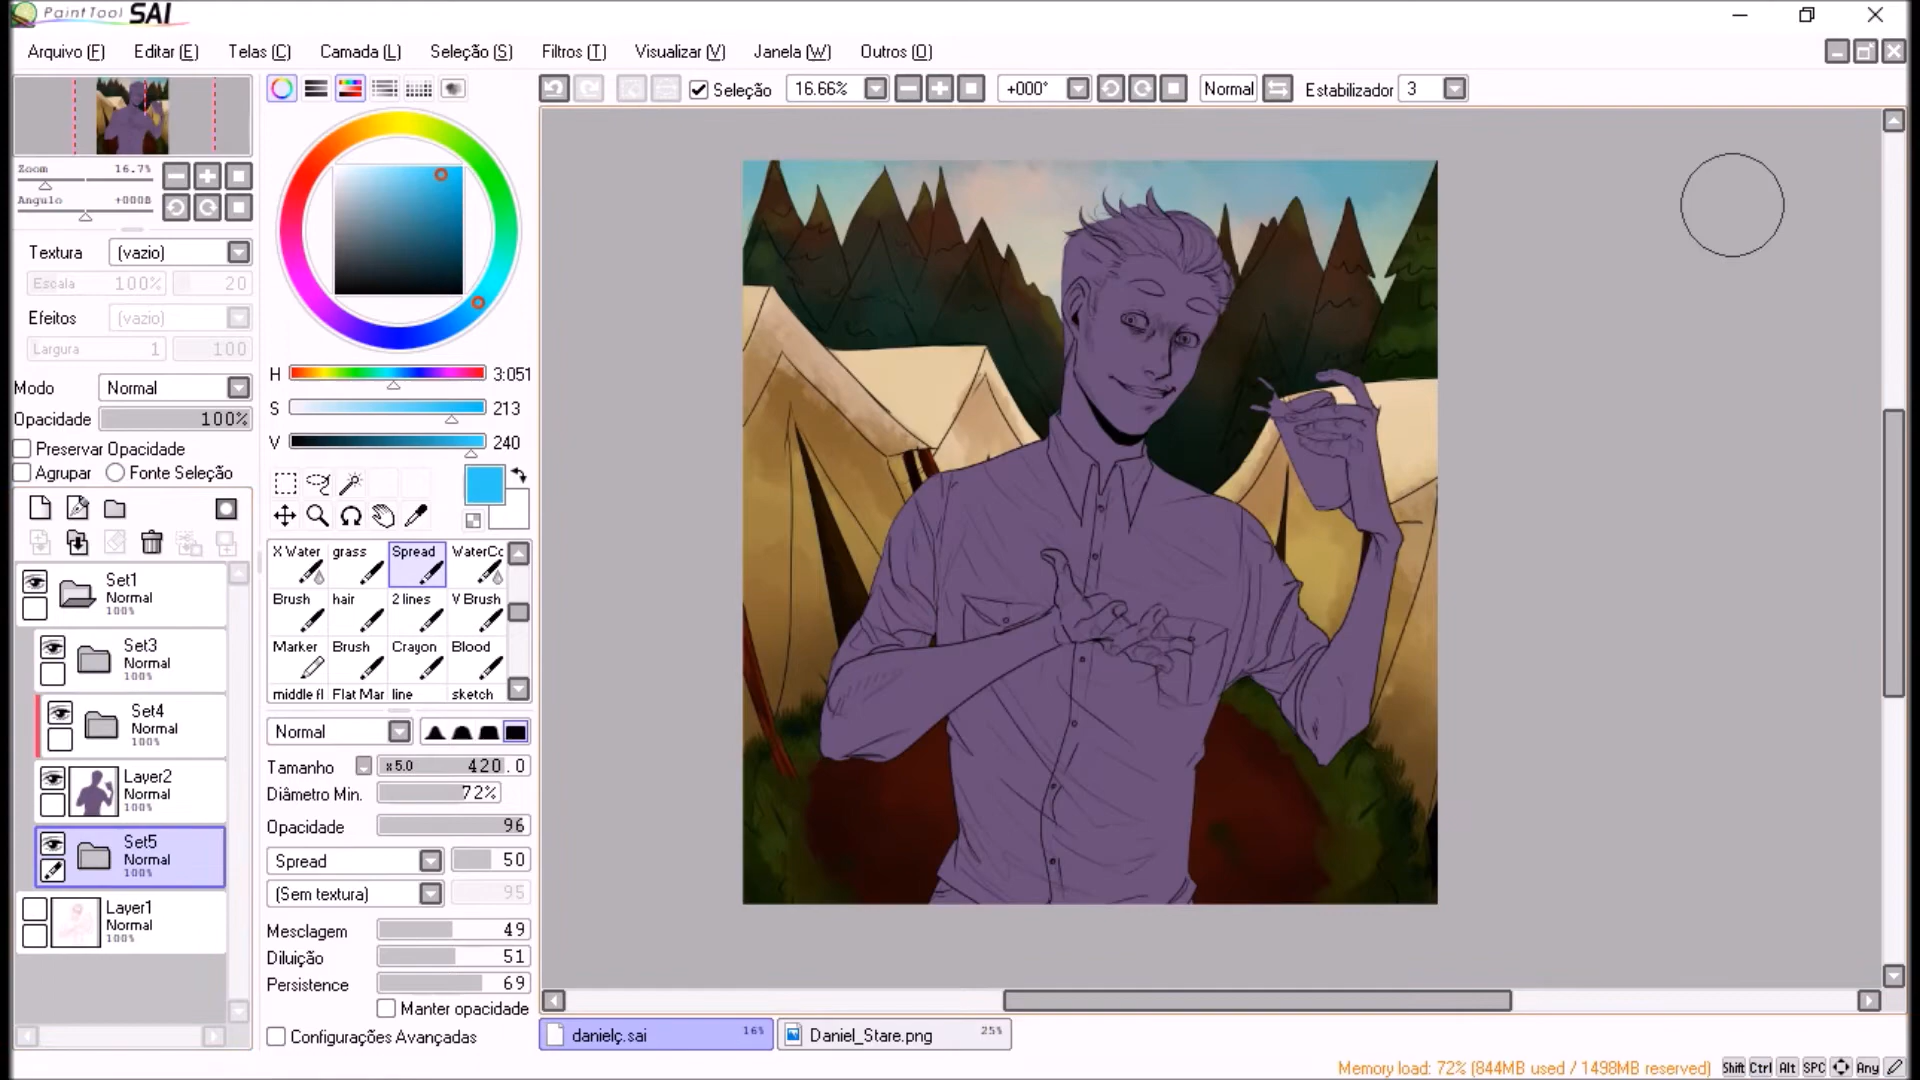 PaintTool SAI
Arquivo (F) Editar (E) Telas (C) Camada (L) Seleção (S) Filtros (T) Visualizar (V) Janela (W) Outros (O)
Seleção 16.66% +000° Normal Estabilizador 3
Zoom 16.7%
Angulo +000B
Textura (vazio)
Escala 100% 20
Efeitos (vazio)
Largura 1 100
Modo Normal
Opacidade 100%
Preservar Opacidade
Agrupar Fonte Seleção
Set1
Normal
100%
Set3
Normal
100%
Set4
Normal
100%
Layer2
Normal
100%
Set5
Normal
100%
Layer1
Normal
100%
H 3:051
S 213
V 240
X Water grass Spread WaterCc
Brush hair 2 lines V Brush
Marker Brush Crayon Blood
middle fl Flat Mar line sketch
Normal
Tamanho x5.0 420.0
Diâmetro Min. 72%
Opacidade 96
Spread 50
(Sem textura) 95
Mesclagem 49
Diluição 51
Persistence 69
Manter opacidade
Configurações Avançadas
danielç.sai 16%
Daniel_Stare.png 25%
Memory load: 72% (844MB used / 1498MB reserved) Shift Ctrl Alt SPC Any